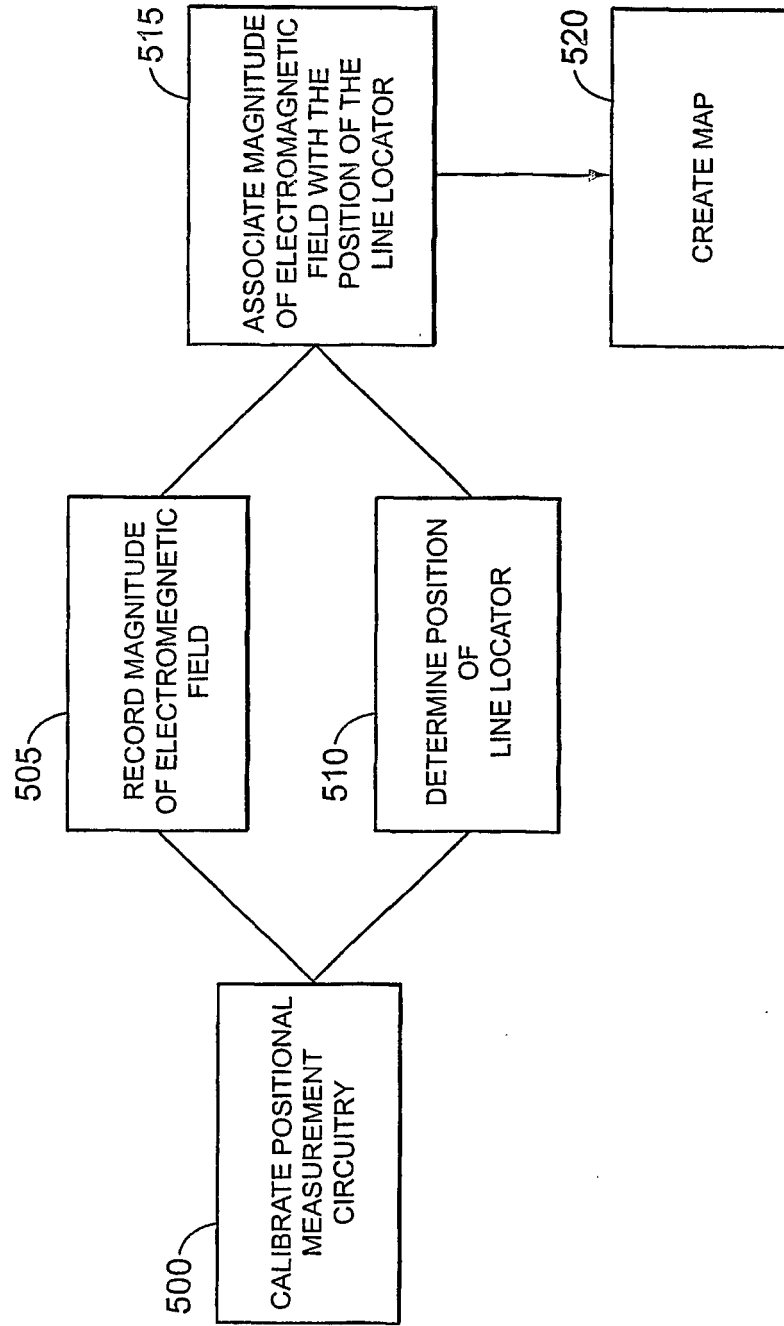 500
CALIBRATE POSITIONAL
MEASUREMENT
CIRCUITRY
505
RECORD MAGNITUDE
OF ELECTROMEGNETIC
FIELD
510
DETERMINE POSITION
OF
LINE LOCATOR
515
ASSOCIATE MAGNITUDE
OF ELECTROMAGNETIC
FIELD WITH THE
POSITION OF THE
LINE LOCATOR
520
CREATE MAP